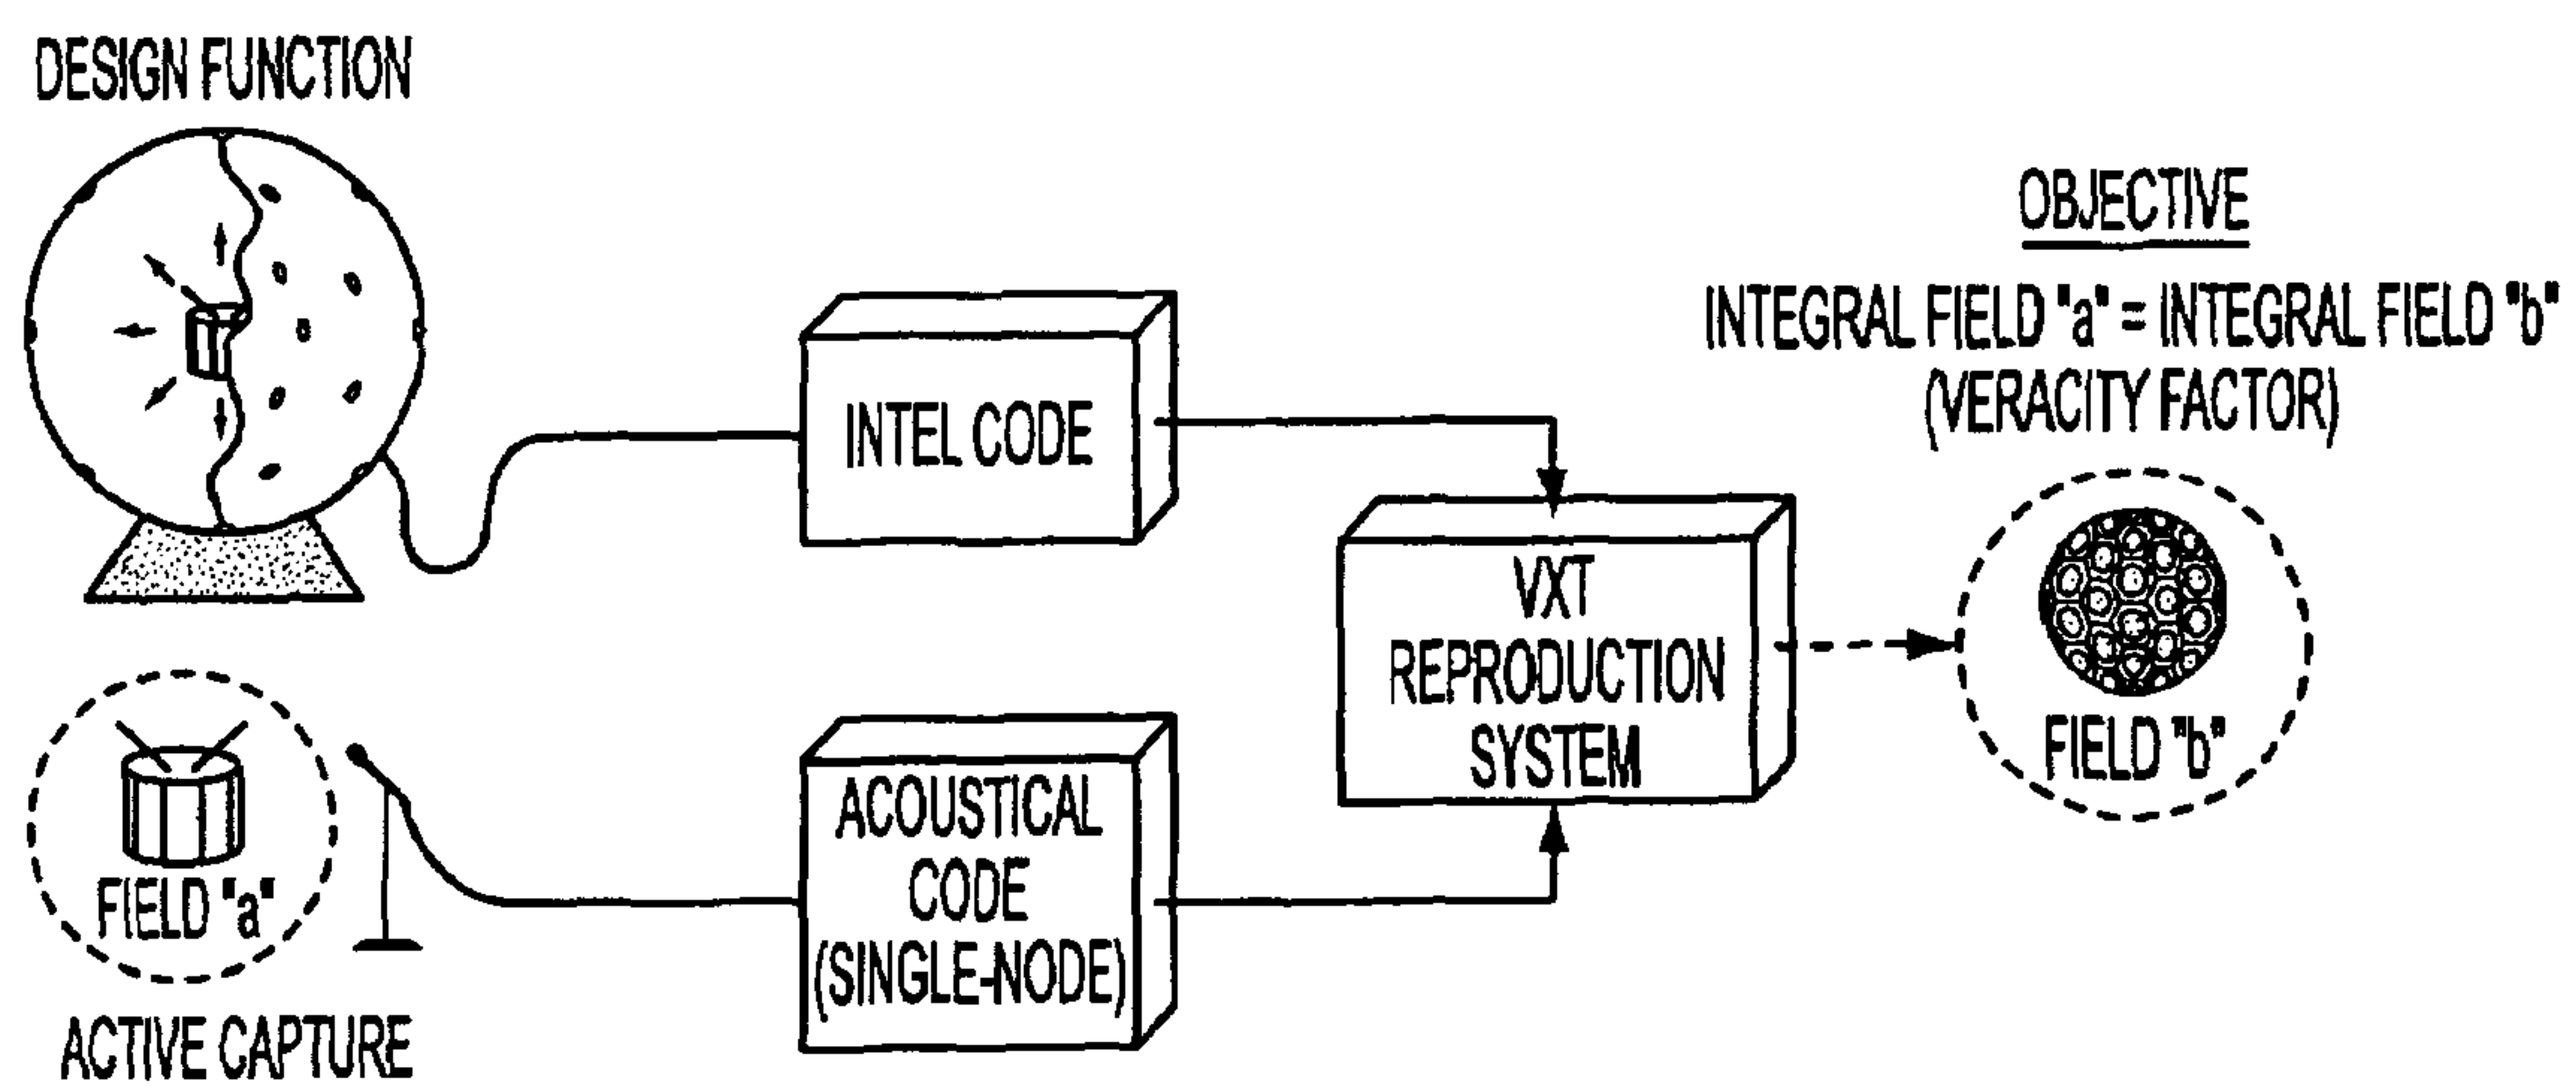 DESIGN FUNCTION
INTEL CODE
OBJECTIVE
INTEGRAL FIELD "a" = INTEGRAL FIELD "b"
(VERACITY FACTOR)
VXT
REPRODUCTION
SYSTEM
FIELD "b"
FIELD "a"
ACTIVE CAPTURE
ACOUSTICAL
CODE
(SINGLE-NODE)